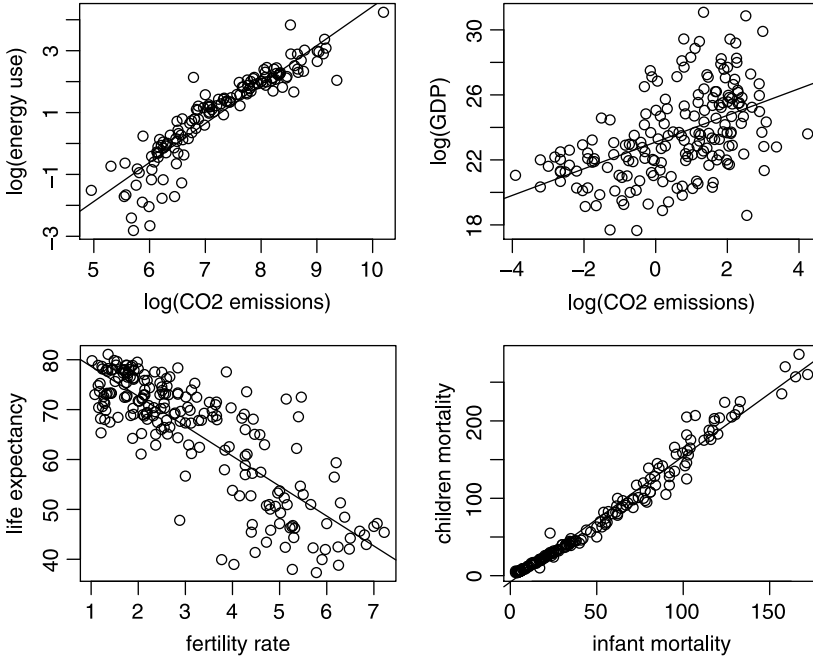 log(energy use)
3
1
−1
−3
5 6 7 8 9 10
log(CO2 emissions)
log(GDP)
30
26
22
18
−4 −2 0 2 4
log(CO2 emissions)
life expectancy
80
70
60
50
40
1 2 3 4 5 6 7
fertility rate
children mortality
200
100
0
0 50 100 150
infant mortality